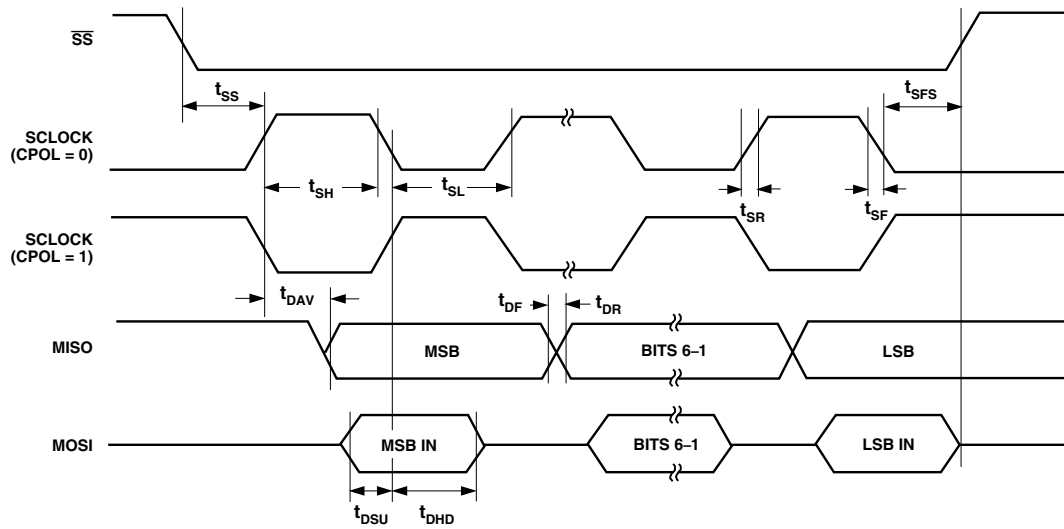 SS
tSS
tSFS
SCLOCK
(CPOL = 0)
tSH
tSL
tSR
tSF
SCLOCK
(CPOL = 1)
tDAV
tDF
tDR
MISO
MSB
BITS 6–1
LSB
MOSI
MSB IN
BITS 6–1
LSB IN
tDSU
tDHD